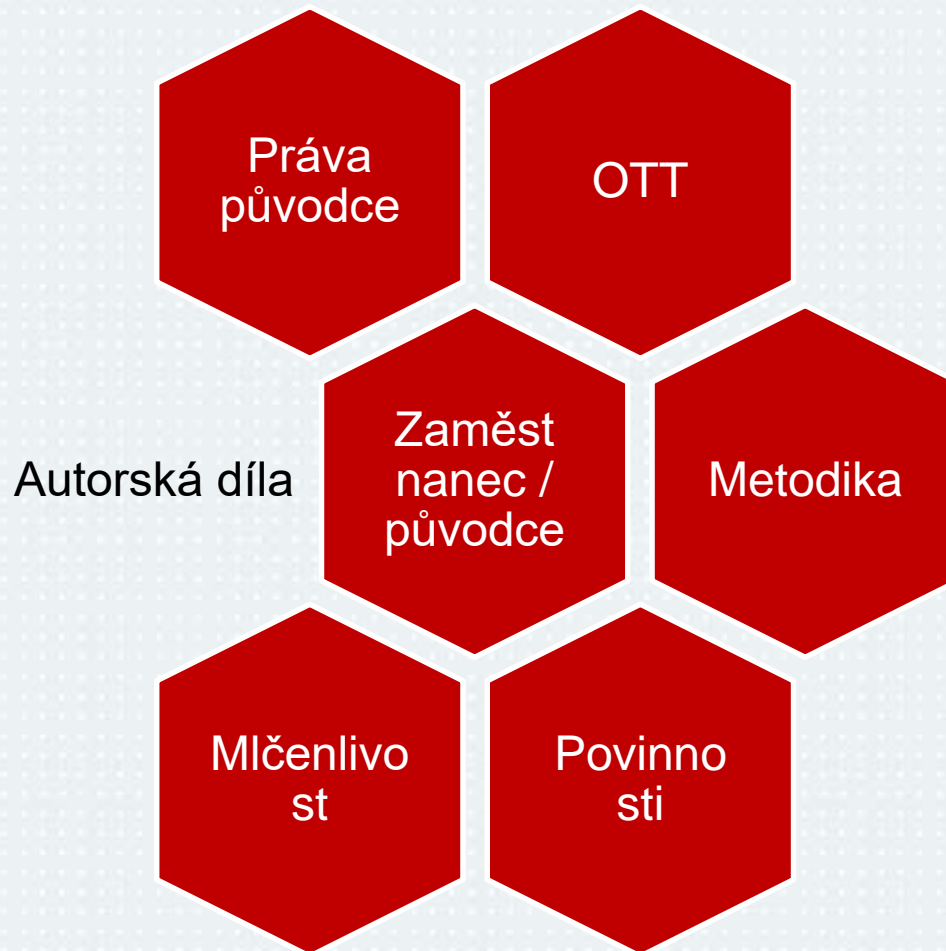 Práva
původce
OTT
Autorská díla
Zaměst
nanec /
původce
Metodika
Mlčenlivo
st
Povinno
sti